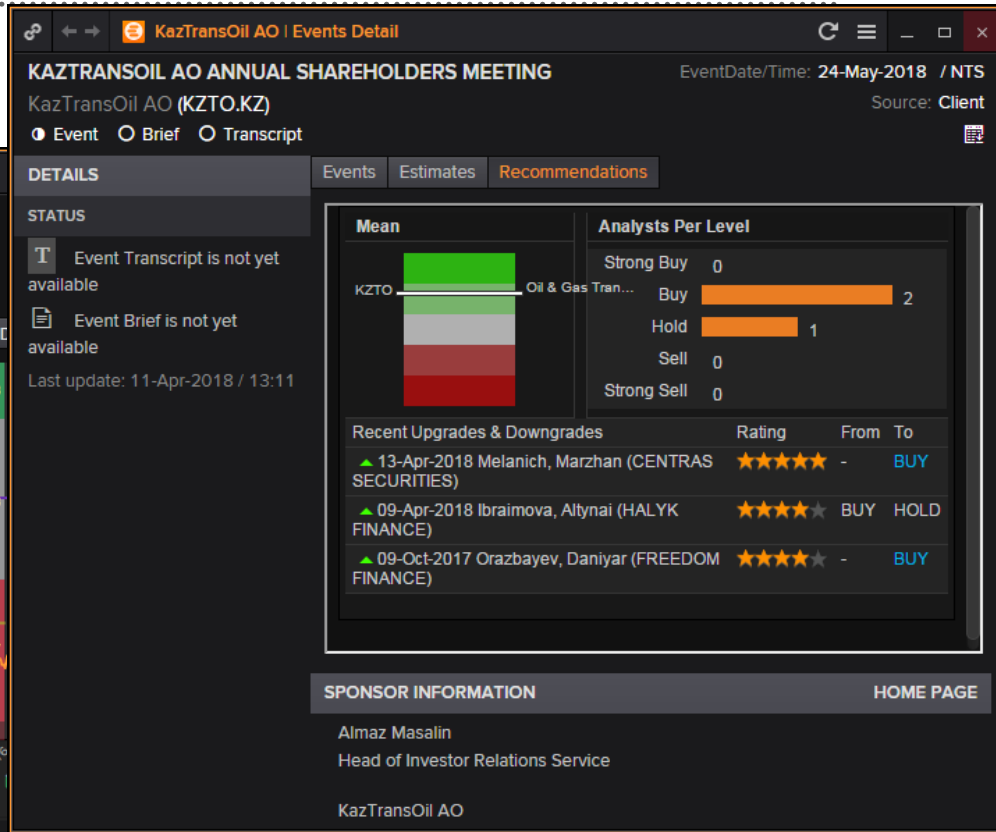 KazTransOil AO | Events Detail
KAZTRANSOIL AO ANNUAL SHAREHOLDERS MEETING
EventDate/Time: 24-May-2018 / NTS
KazTransOil AO (KZTO.KZ)
Source: Client
Event Brief Transcript
DETAILS
STATUS
T Event Transcript is not yet
available
Event Brief is not yet
available
Last update: 11-Apr-2018 / 13:11
Events Estimates Recommendations
Mean
KZTO
Oil & Gas Tran...
Analysts Per Level
Strong Buy 0
Buy 2
Hold 1
Sell 0
Strong Sell 0
Recent Upgrades & Downgrades Rating From To
13-Apr-2018 Melanich, Marzhan (CENTRAS - BUY
SECURITIES)
09-Apr-2018 Ibraimova, Altynai (HALYK BUY HOLD
FINANCE)
09-Oct-2017 Orazbayev, Daniyar (FREEDOM - BUY
FINANCE)
SPONSOR INFORMATION HOME PAGE
Almaz Masalin
Head of Investor Relations Service
KazTransOil AO